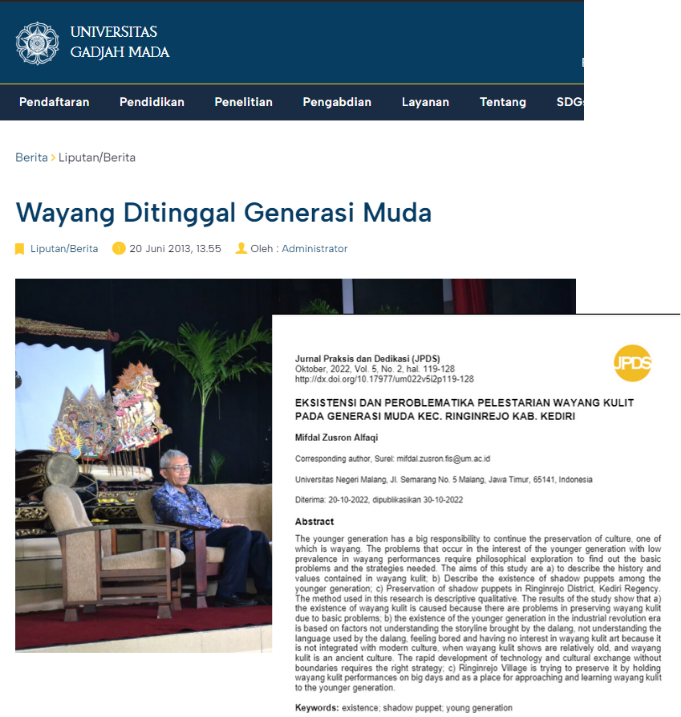 UNIVERSITAS
GADJAH MADA
Pendaftaran Pendidikan Penelitian Pengabdian Layanan Tentang SDG
Berita > Liputan/Berita
Wayang Ditinggal Generasi Muda
Liputan/Berita 20 Juni 2013, 13.55 Oleh : Administrator
JPDS
Jurnal Praksis dan Dedikasi (JPDS)
Oktober, 2022, Vol. 5, No. 2, hal. 119-128
http://dx.doi.org/10.17977/um022v5i2p119-128
EKSISTENSI DAN PEROBLEMATIKA PELESTARIAN WAYANG KULIT
PADA GENERASI MUDA KEC. RINGINREJO KAB. KEDIRI
Mifdal Zusron Alfaqi
Corresponding author, Surel: mifdal.zusron.fis@um.ac.id
Universitas Negeri Malang, Jl. Semarang No. 5 Malang, Jawa Timur, 65141, Indonesia
Diterima: 20-10-2022, dipublikasikan 30-10-2022
Abstract
The younger generation has a big responsibility to continue the preservation of culture, one of
which is wayang. The problems that occur in the interest of the younger generation with low
prevalence in wayang performances require philosophical exploration to find out the basic
problems and the strategies needed. The aims of this study are a) to describe the history and
values contained in wayang kulit; b) Describe the existence of shadow puppets among the
younger generation; c) Preservation of shadow puppets in Ringinrejo District, Kediri Regency.
The method used in this research is descriptive qualitative. The results of the study show that a)
the existence of wayang kulit is caused because there are problems in preserving wayang kulit
due to basic problems; b) the existence of the younger generation in the industrial revolution era
is based on factors not understanding the storyline brought by the dalang, not understanding the
language used by the dalang, feeling bored and having no interest in wayang kulit art because it
is not integrated with modern culture, when wayang kulit shows are relatively old, and wayang
kulit is an ancient culture. The rapid development of technology and cultural exchange without
boundaries requires the right strategy; c) Ringinrejo Village is trying to preserve it by holding
wayang kulit performances on big days and as a place for approaching and learning wayang kulit
to the younger generation.
Keywords: existence; shadow puppet; young generation